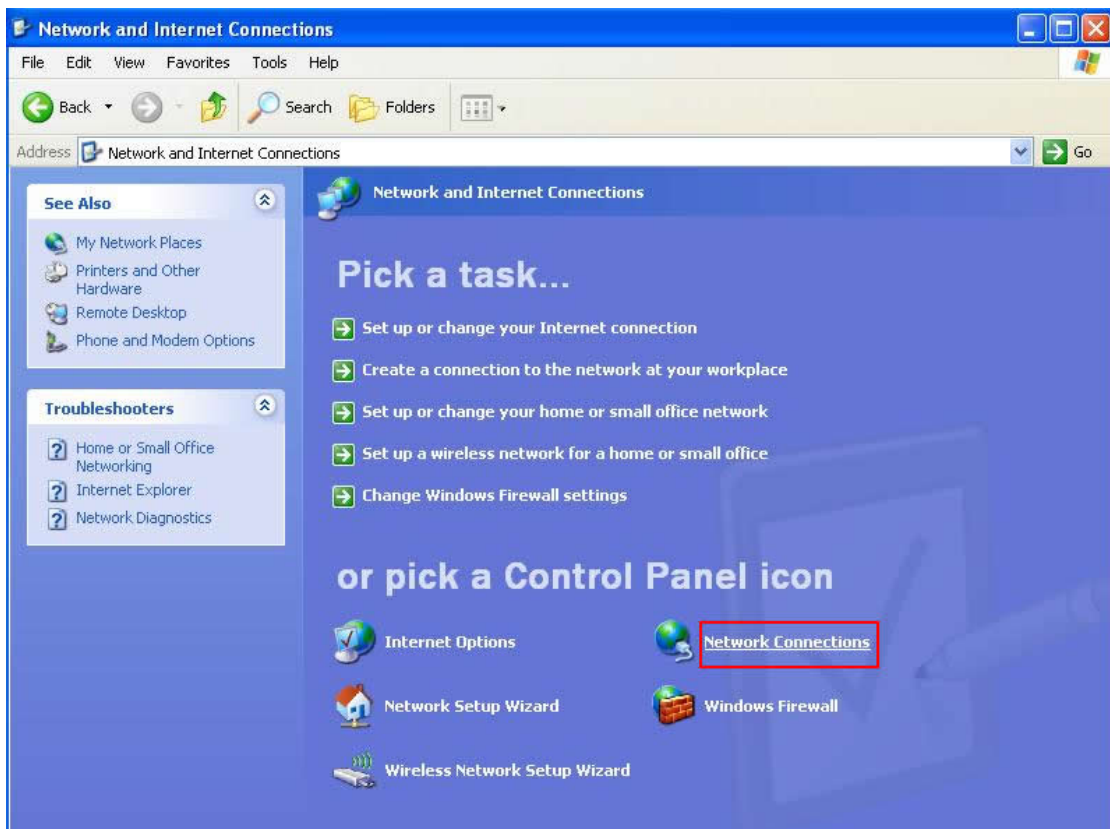 Network and Internet Connections
File Edit View Favorites Tools Help
Back Search Folders
Address Network and Internet Connections Go
See Also
My Network Places
Printers and Other
Hardware
Remote Desktop
Phone and Modem Options
Troubleshooters
Home or Small Office
Networking
Internet Explorer
Network Diagnostics
Network and Internet Connections
Pick a task...
Set up or change your Internet connection
Create a connection to the network at your workplace
Set up or change your home or small office network
Set up a wireless network for a home or small office
Change Windows Firewall settings
or pick a Control Panel icon
Internet Options Network Connections
Network Setup Wizard Windows Firewall
Wireless Network Setup Wizard